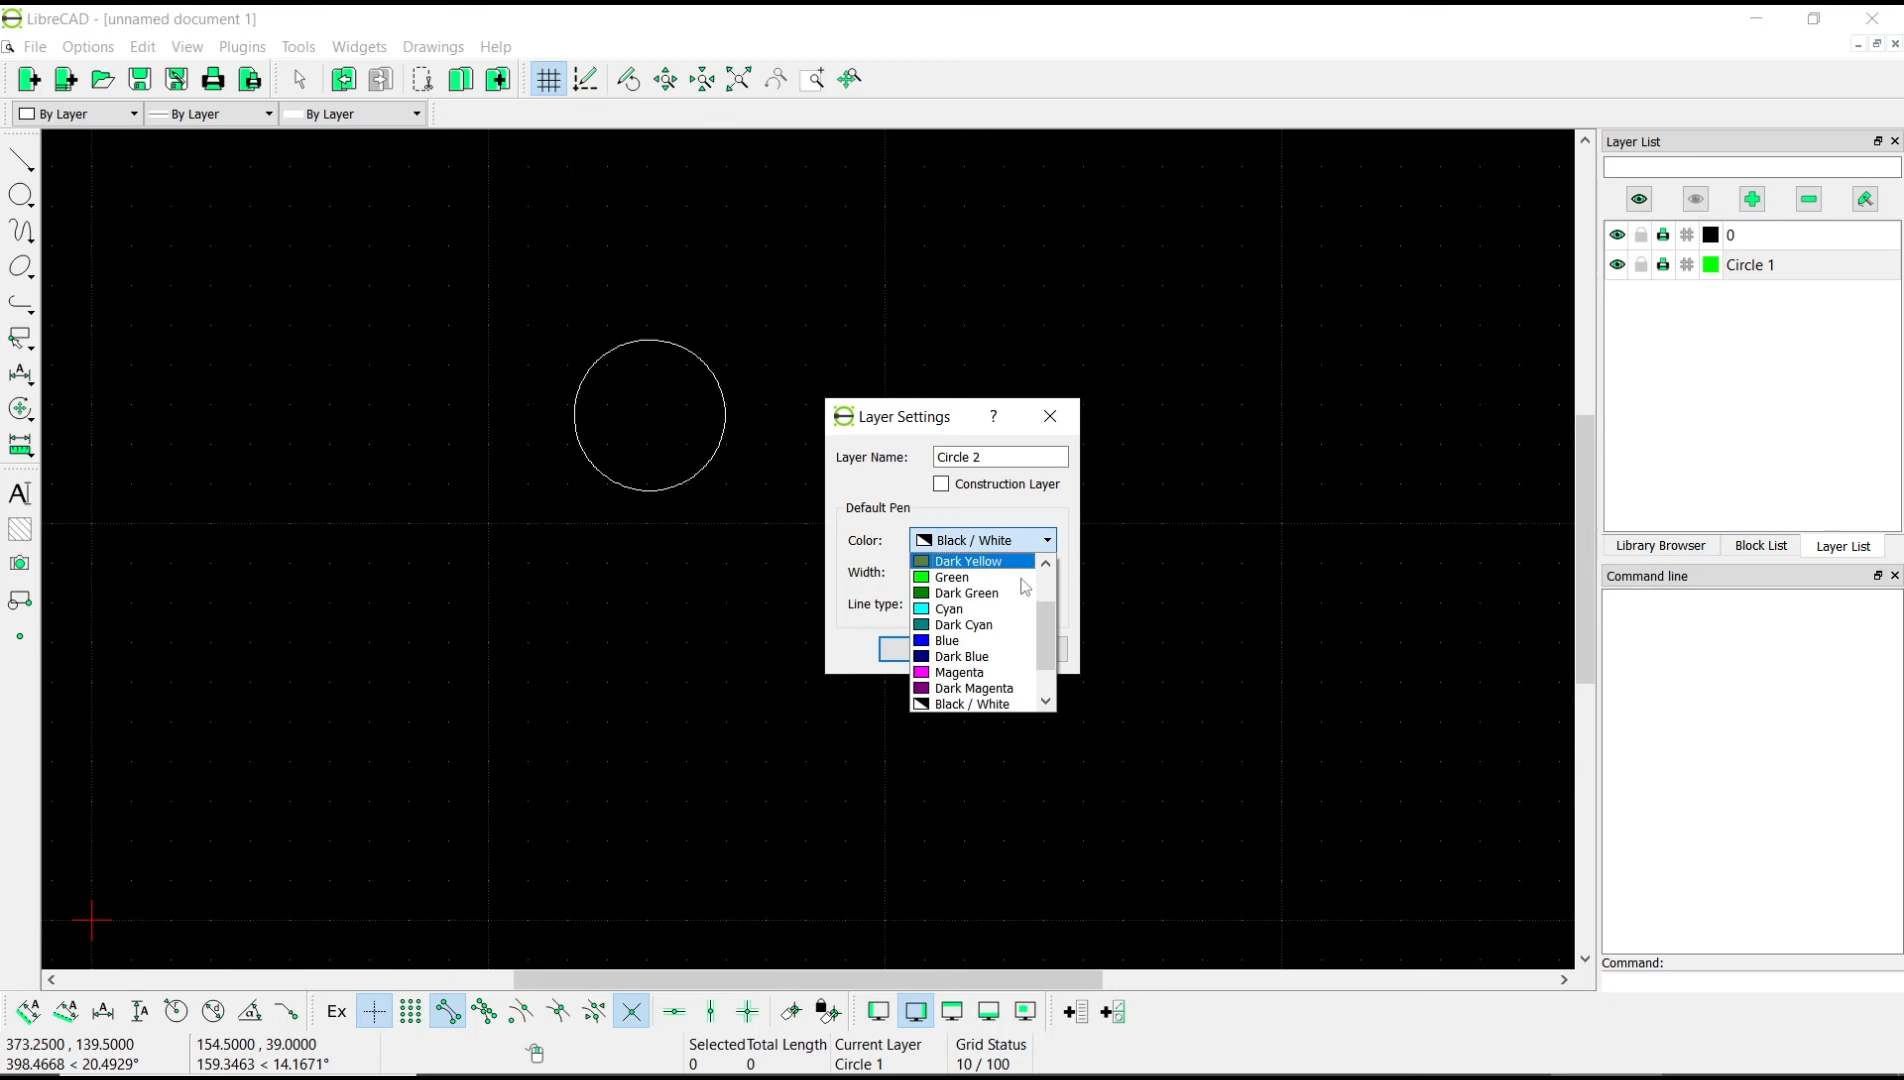 LibreCAD - [unnamed document 1]
File Options Edit View Plugins Tools Widgets Drawings Help
By Layer By Layer By Layer
Layer List
0
Circle 1
Layer Settings ?
Layer Name: Circle 2
Construction Layer
Default Pen
Color: Black / White
Width:
Line type:
Dark Yellow
Green
Dark Green
Cyan
Dark Cyan
Blue
Dark Blue
Magenta
Dark Magenta
Black / White
Library Browser Block List Layer List
Command line
Command:
Ex
373.2500 , 139.5000
398.4668 < 20.4929°
154.5000 , 39.0000
159.3463 < 14.1671°
Selected Total Length
0 0
Current Layer
Circle 1
Grid Status
10 / 100